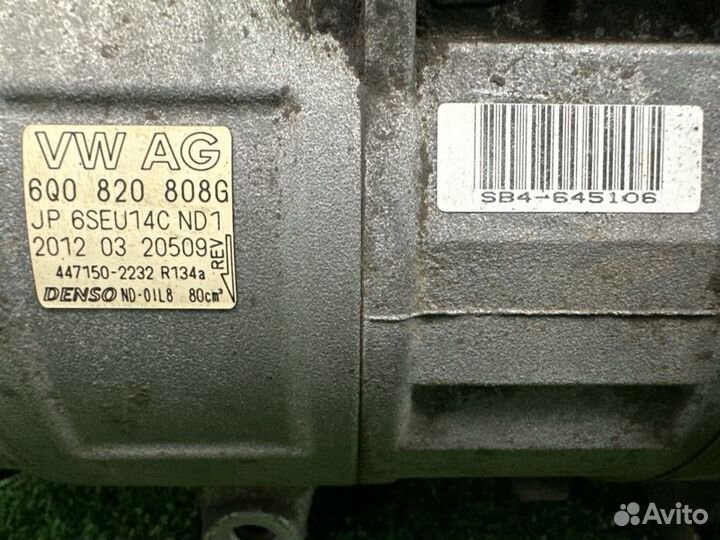 VW AG
6Q0 820 808G
JP 6SEU14C ND1
2012 03 20509
REV
447150-2232 R134a
DENSO ND-OIL8 80cm³
SB4-645106
Avito